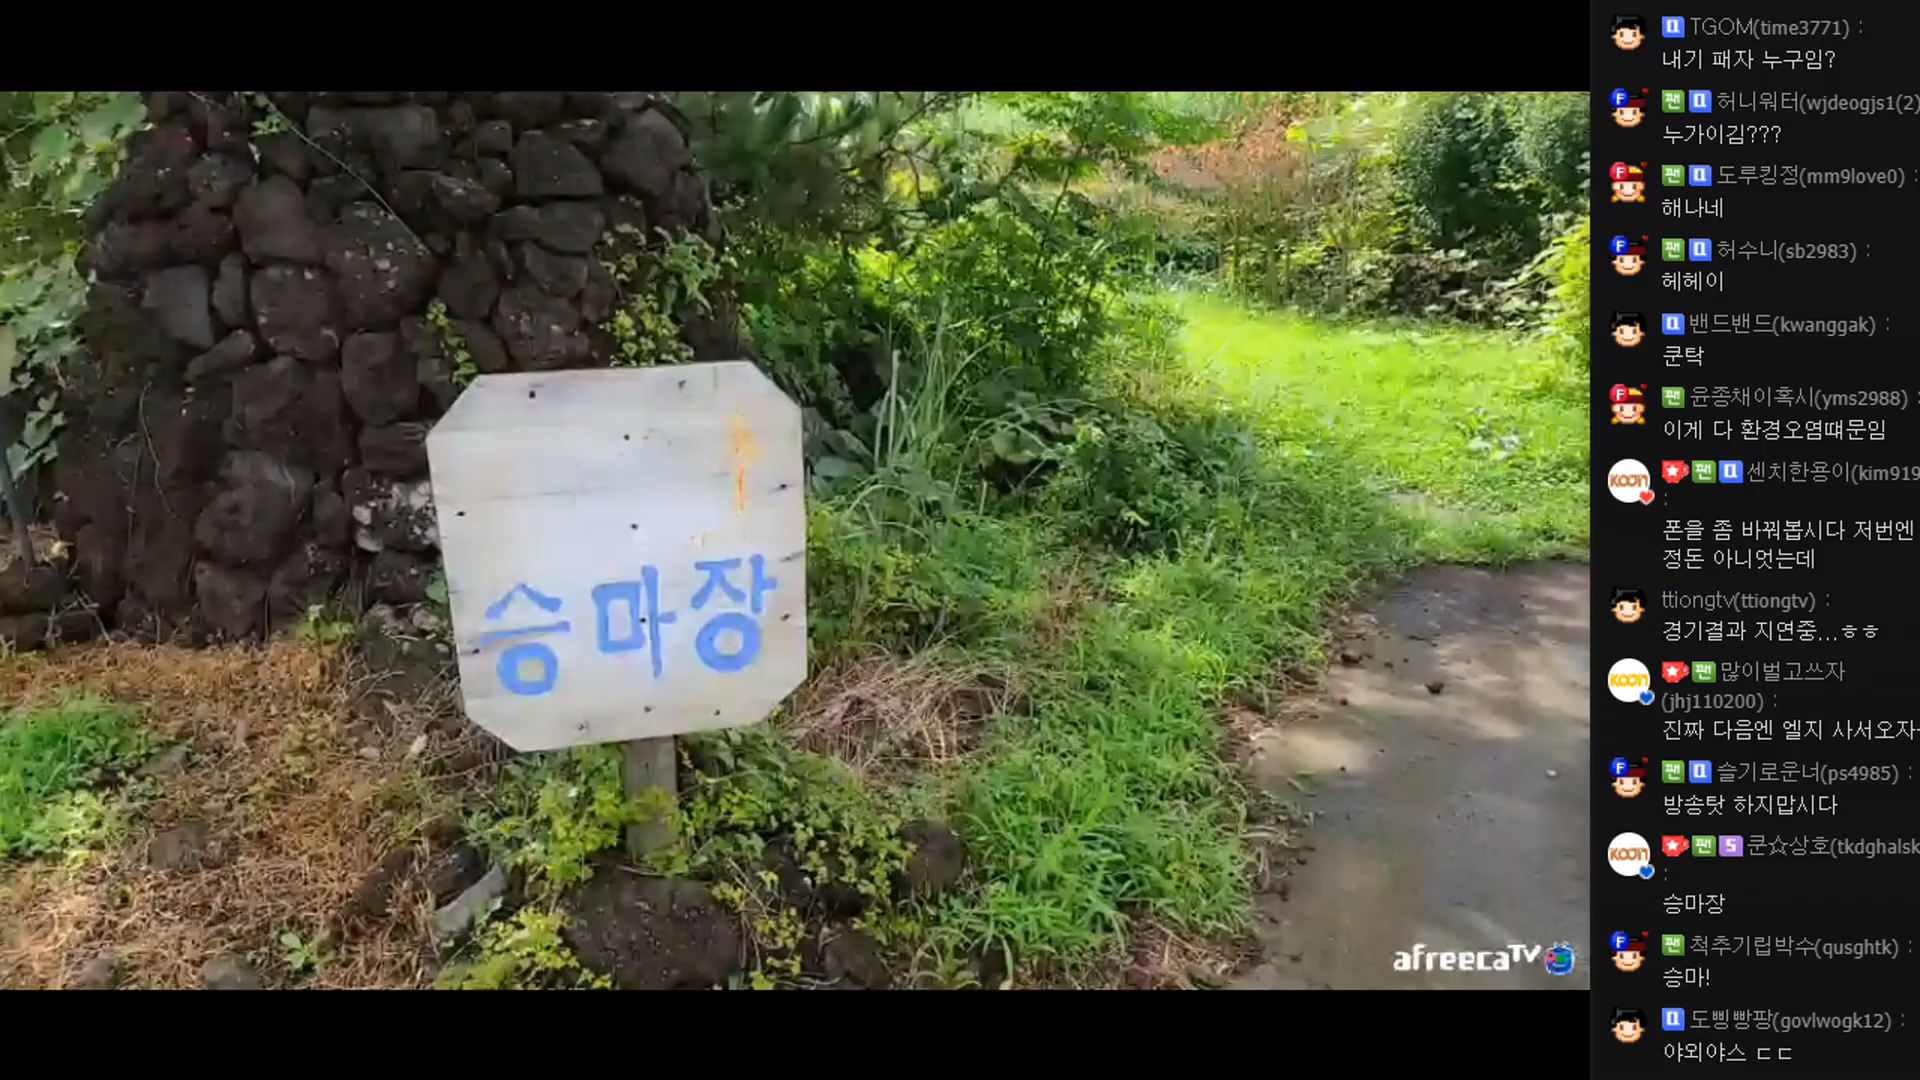 승마장
afreecaTV
TGOM(time3771) :
내기 패자 누구임?
팬 허니워터(wjdeogjs1(2)
누가이김???
팬 도루킹정(mm9love0) :
해나네
팬 허수니(sb2983) :
헤헤이
밴드밴드(kwanggak) :
쿤탁
팬 윤종채이혹시(yms2988) :
이게 다 환경오염떄문임
KOON 팬 센치한용이(kim919
:
폰을 좀 바꿔봅시다 저번엔
정돈 아니엇는데
ttiongtv(ttiongtv) :
경기결과 지연중...ㅎㅎ
KOON 팬 많이벌고쓰자
(jhj110200) :
진짜 다음엔 엘지 사서오자
팬 슬기로운너(ps4985) :
방송탓 하지맙시다
KOON 팬 S 쿤☆상호(tkdghalsk
:
승마장
팬 척추기립박수(qusghtk) :
승마!
도삥빵팡(govlwogk12) :
야외야스 ㄷㄷ